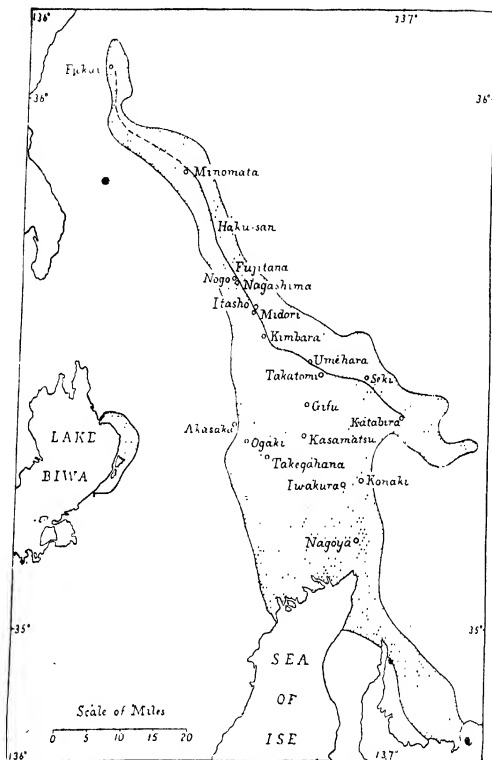 136°
137°
Fukui
36°
36°
Minomata
Haku-san
Fujitana
Nogo
Nagashima
Itasho
Midori
Kimbara
Umehara
Takatomi
Seki
Gifu
Katabira
Akasaka
LAKE
BIWA
Ogaki
Kasamatsu
Takegahana
Iwakura
Konaki
Nagoya
35°
35°
SEA
OF
ISE
Scale of Miles
0 5 10 15 20
136°
137°